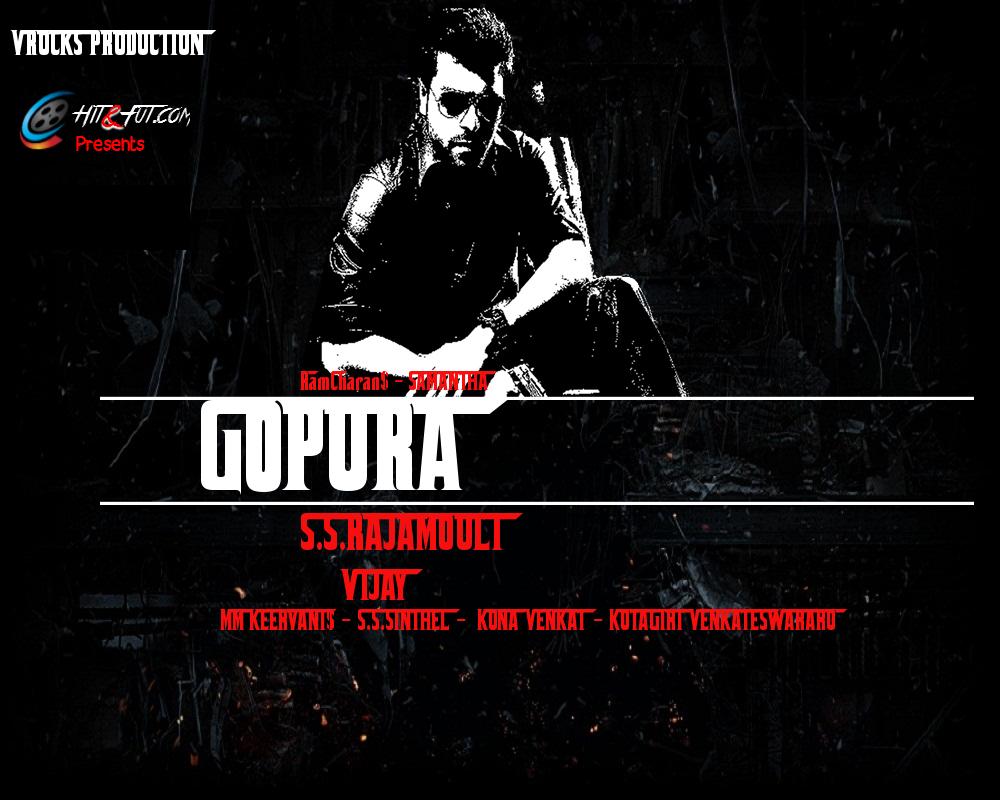 VROCKS PRODUCTION
HIT&FUT.COM
Presents
RamCharan$ - SAMANTHA
GOPURA
S.S.RAJAMOULI
VIJAY
MM KEERVANI$ - S.S.SINTHEL - KONA VENKAT - KOTAGIRI VENKATESWARARO